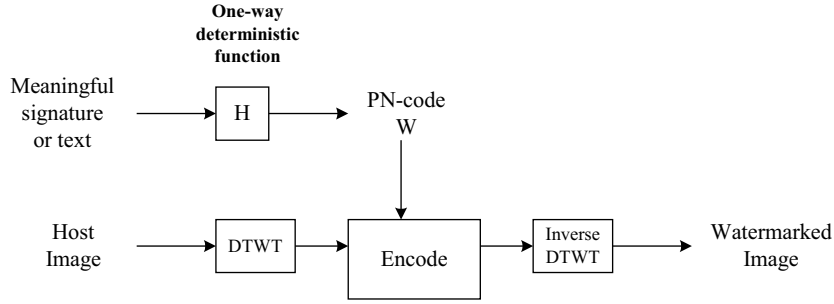 One-way
deterministic
function
Meaningful
signature
or text
H
PN-code
W
Host
Image
DTWT
Encode
Inverse
DTWT
Watermarked
Image